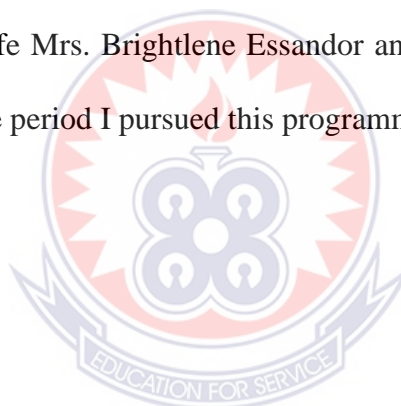 fe Mrs. Brightlene Essandor an
e period I pursued this programm
EDUCATION FOR SERVICE